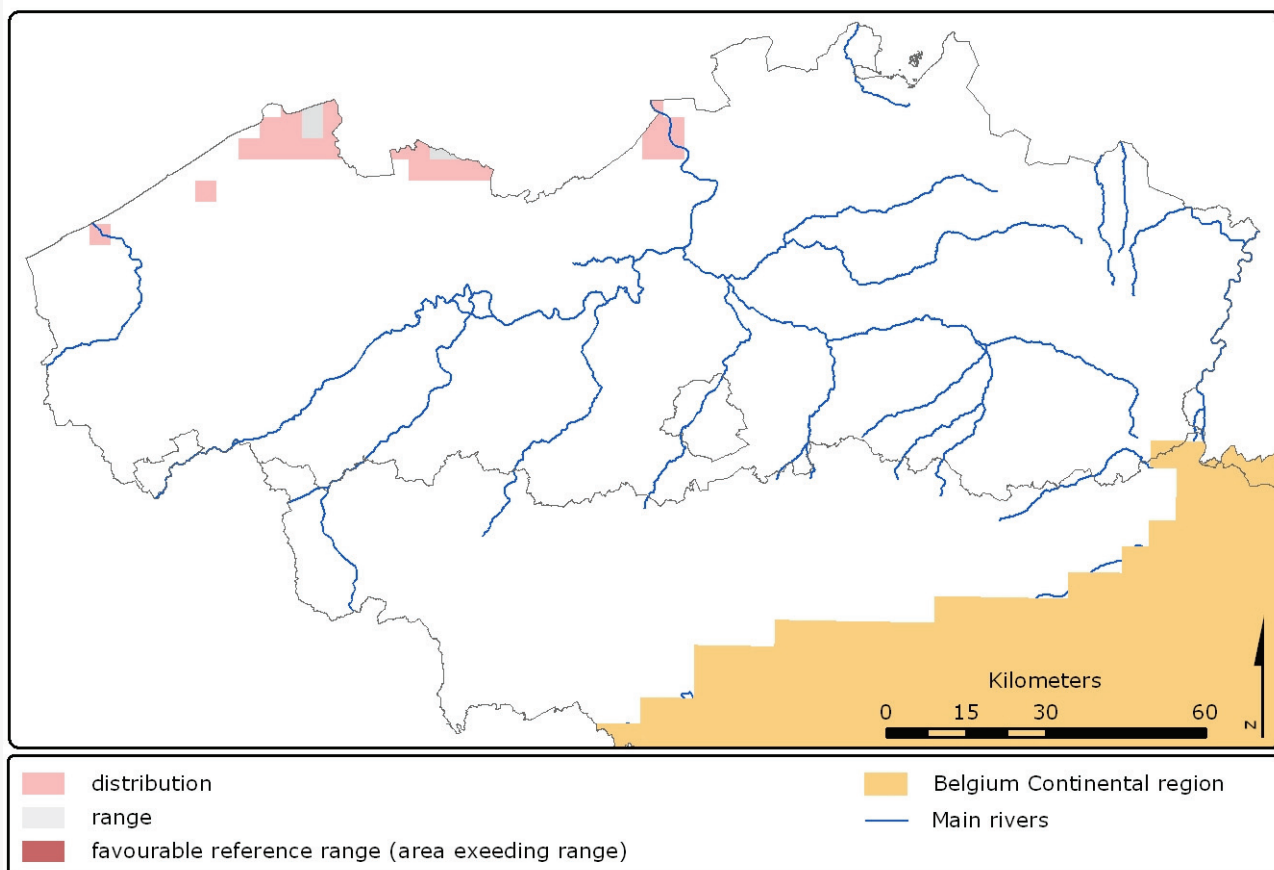 Kilometers
0 15 30 60
N
distribution
range
favourable reference range (area exeeding range)
Belgium Continental region
Main rivers